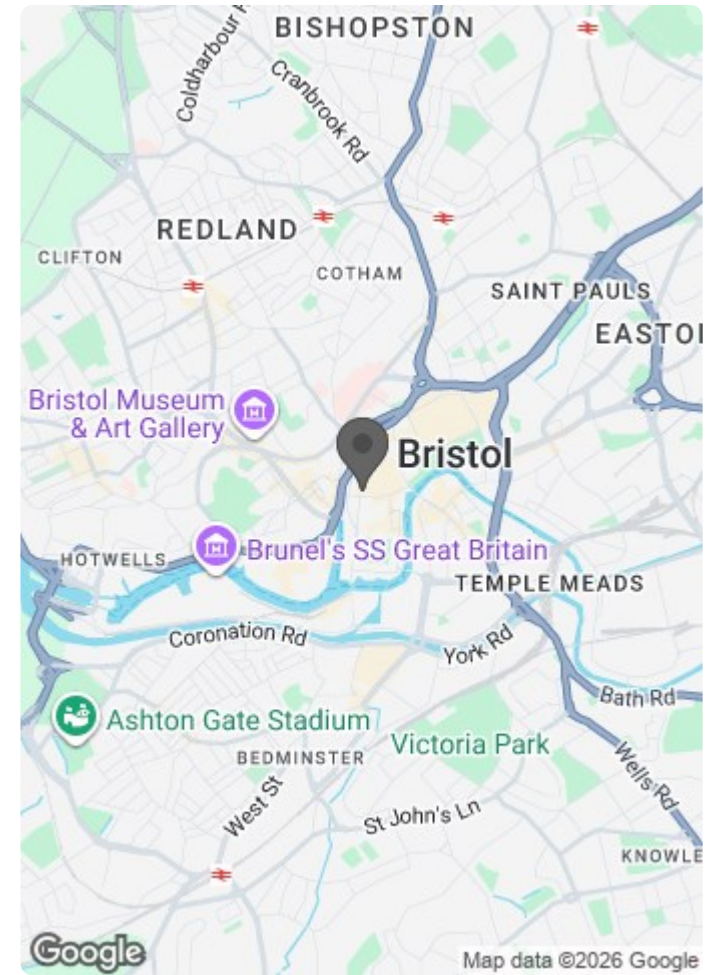 BISHOPSTON
Coldharbour R
Cranbrook Rd
REDLAND
CLIFTON
COTHAM
SAINT PAULS
EASTO
Bristol Museum
& Art Gallery
Bristol
HOTWELLS
Brunel's SS Great Britain
TEMPLE MEADS
Coronation Rd
York Rd
Bath Rd
Ashton Gate Stadium
Victoria Park
BEDMINSTER
Wells Rd
West St
St John's Ln
KNOWLE
Google
Map data ©2026 Google